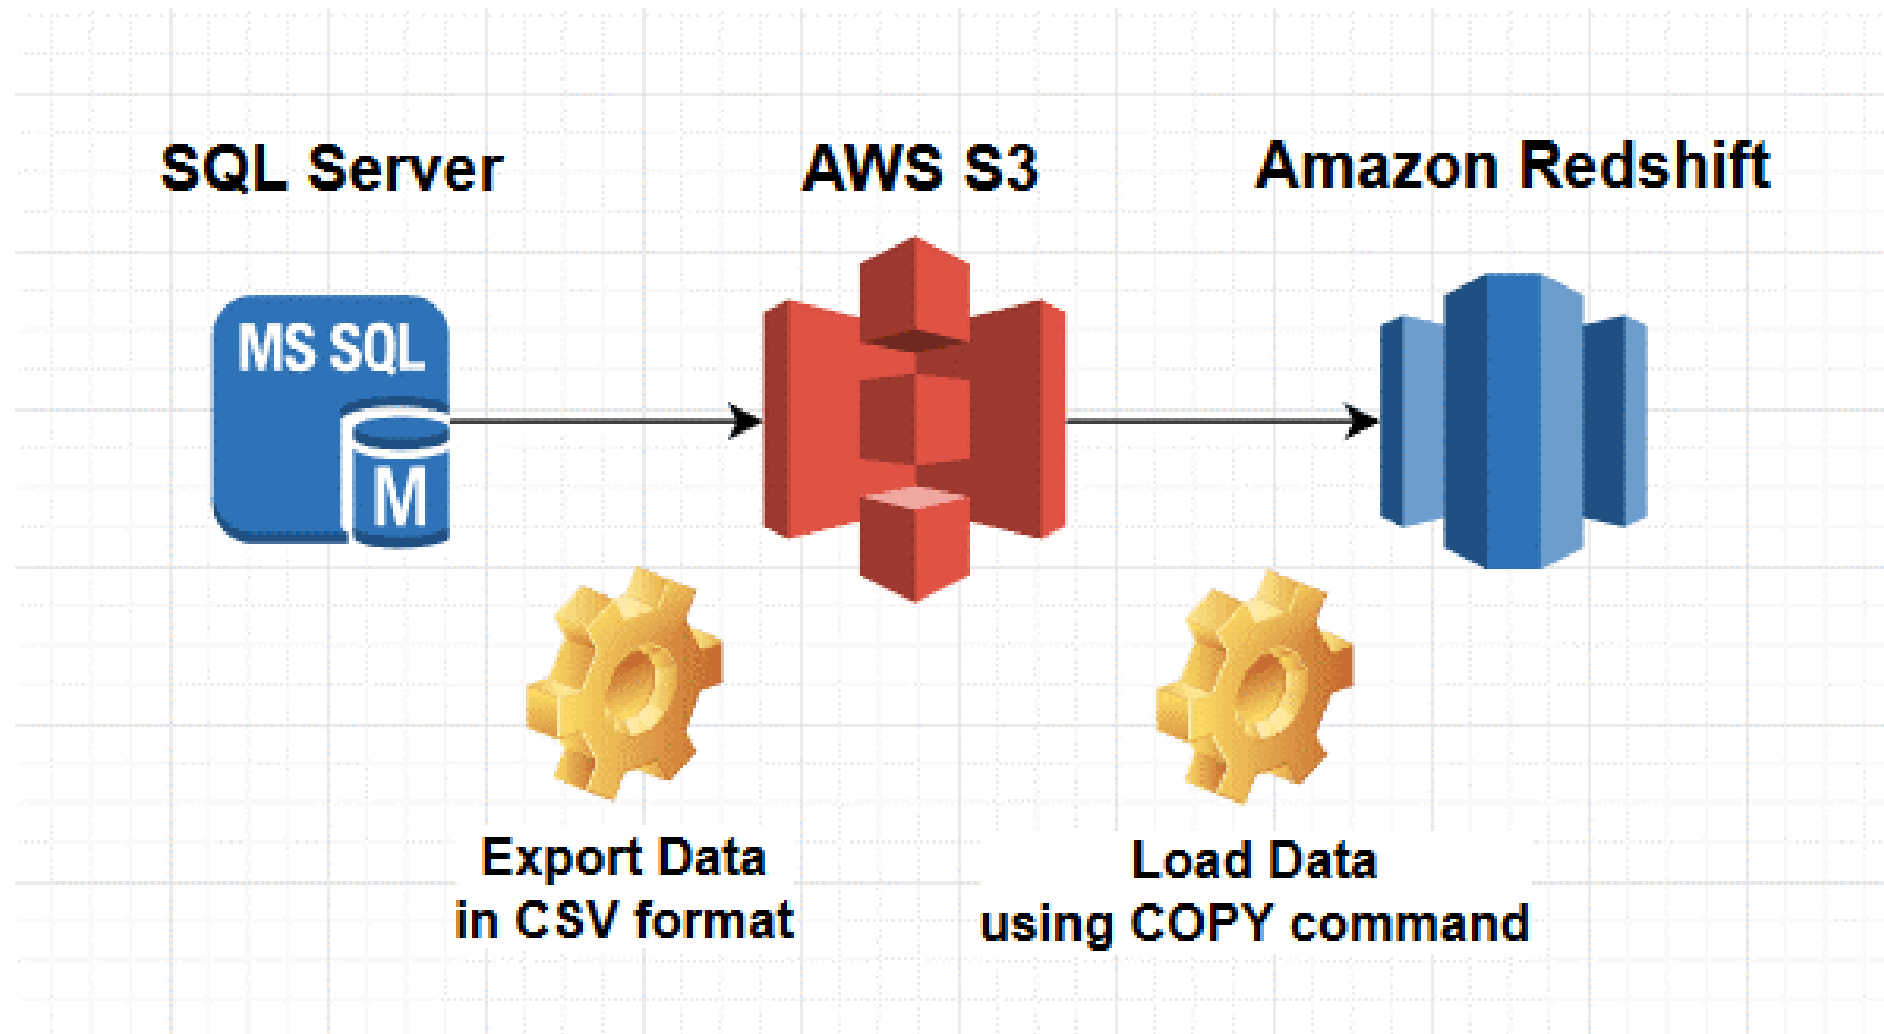 SQL Server
AWS S3
Amazon Redshift
MS SQL
M
Export Data
in CSV format
Load Data
using COPY command